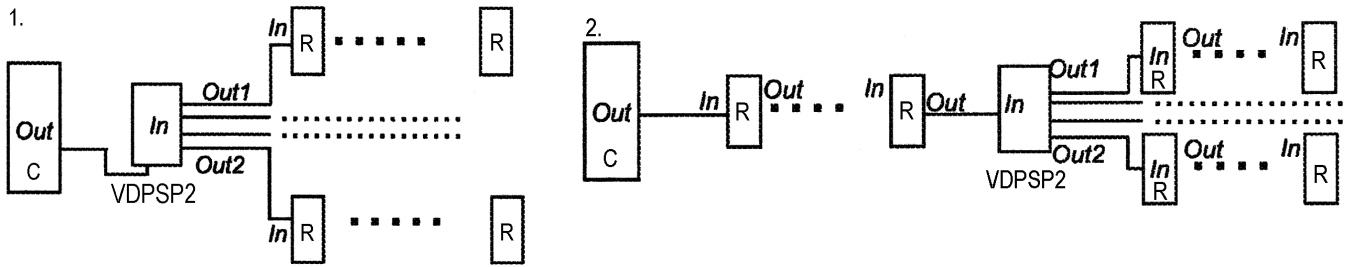 1.
In R R
Out C
In
Out1
Out2
VDPSP2
In R R
2.
Out C
In R Out
In R Out
In
VDPSP2
Out1
In R Out In R
Out2
In R Out In R